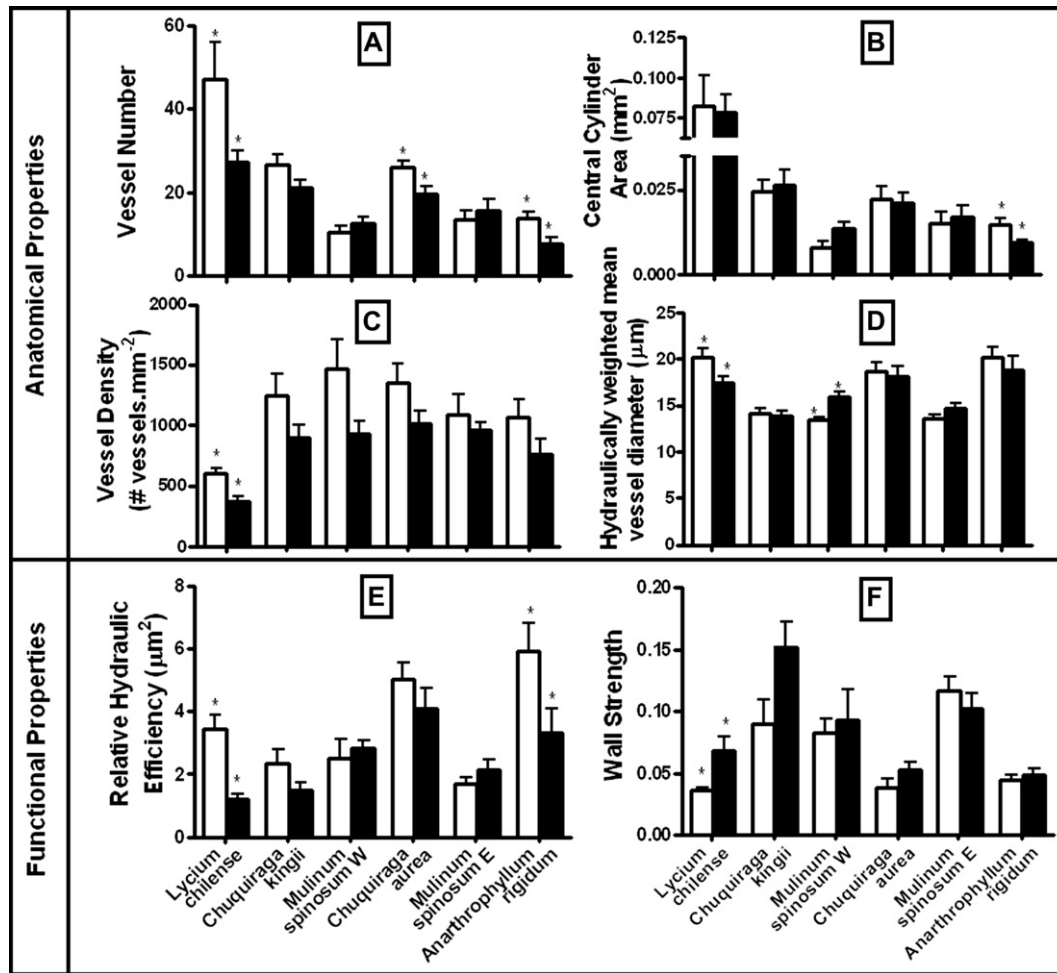 Anatomical Properties
A
Vessel Number
60
40
20
0
* * * * * *
B
Central Cylinder
Area (mm2)
0.125
0.100
0.075
0.025
0.000
* *
C
Vessel Density
(# vessels.mm-2)
2000
1500
1000
500
0
* *
D
Hydraulically weighted mean
vessel diameter (μm)
25
20
15
10
5
0
* * * *
Functional Properties
E
Relative Hydraulic
Efficiency (μm2)
8
6
4
2
0
* * * *
Lycium
chilense
Chuquiraga
kingii
Mulinum
spinosum W
Chuquiraga
aurea
Mulinum
spinosum E
Anarthrophyllum
rigidum
F
Wall Strength
0.20
0.15
0.10
0.05
0.00
* *
Lycium
chilense
Chuquiraga
kingii
Mulinum
spinosum W
Chuquiraga
aurea
Mulinum
spinosum E
Anarthrophyllum
rigidum